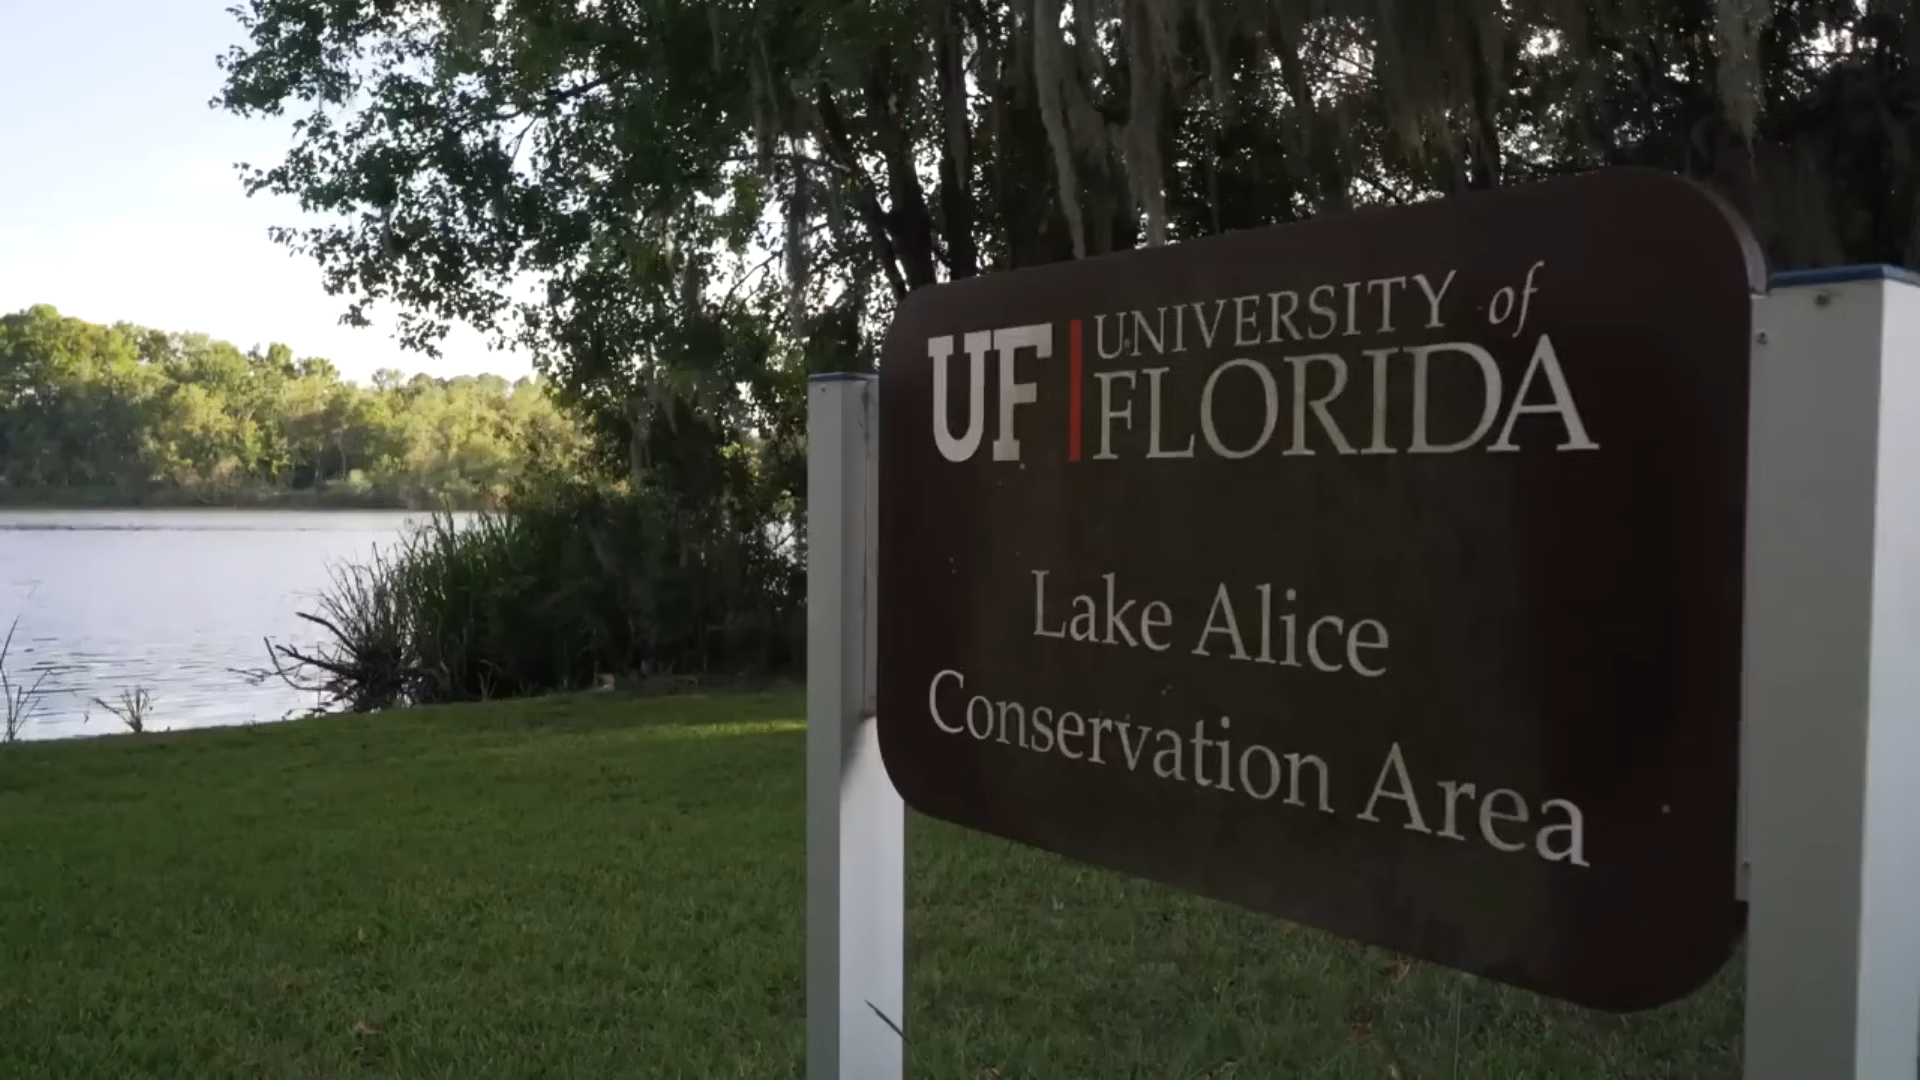 UF
UNIVERSITY of
FLORIDA
Lake Alice
Conservation Area